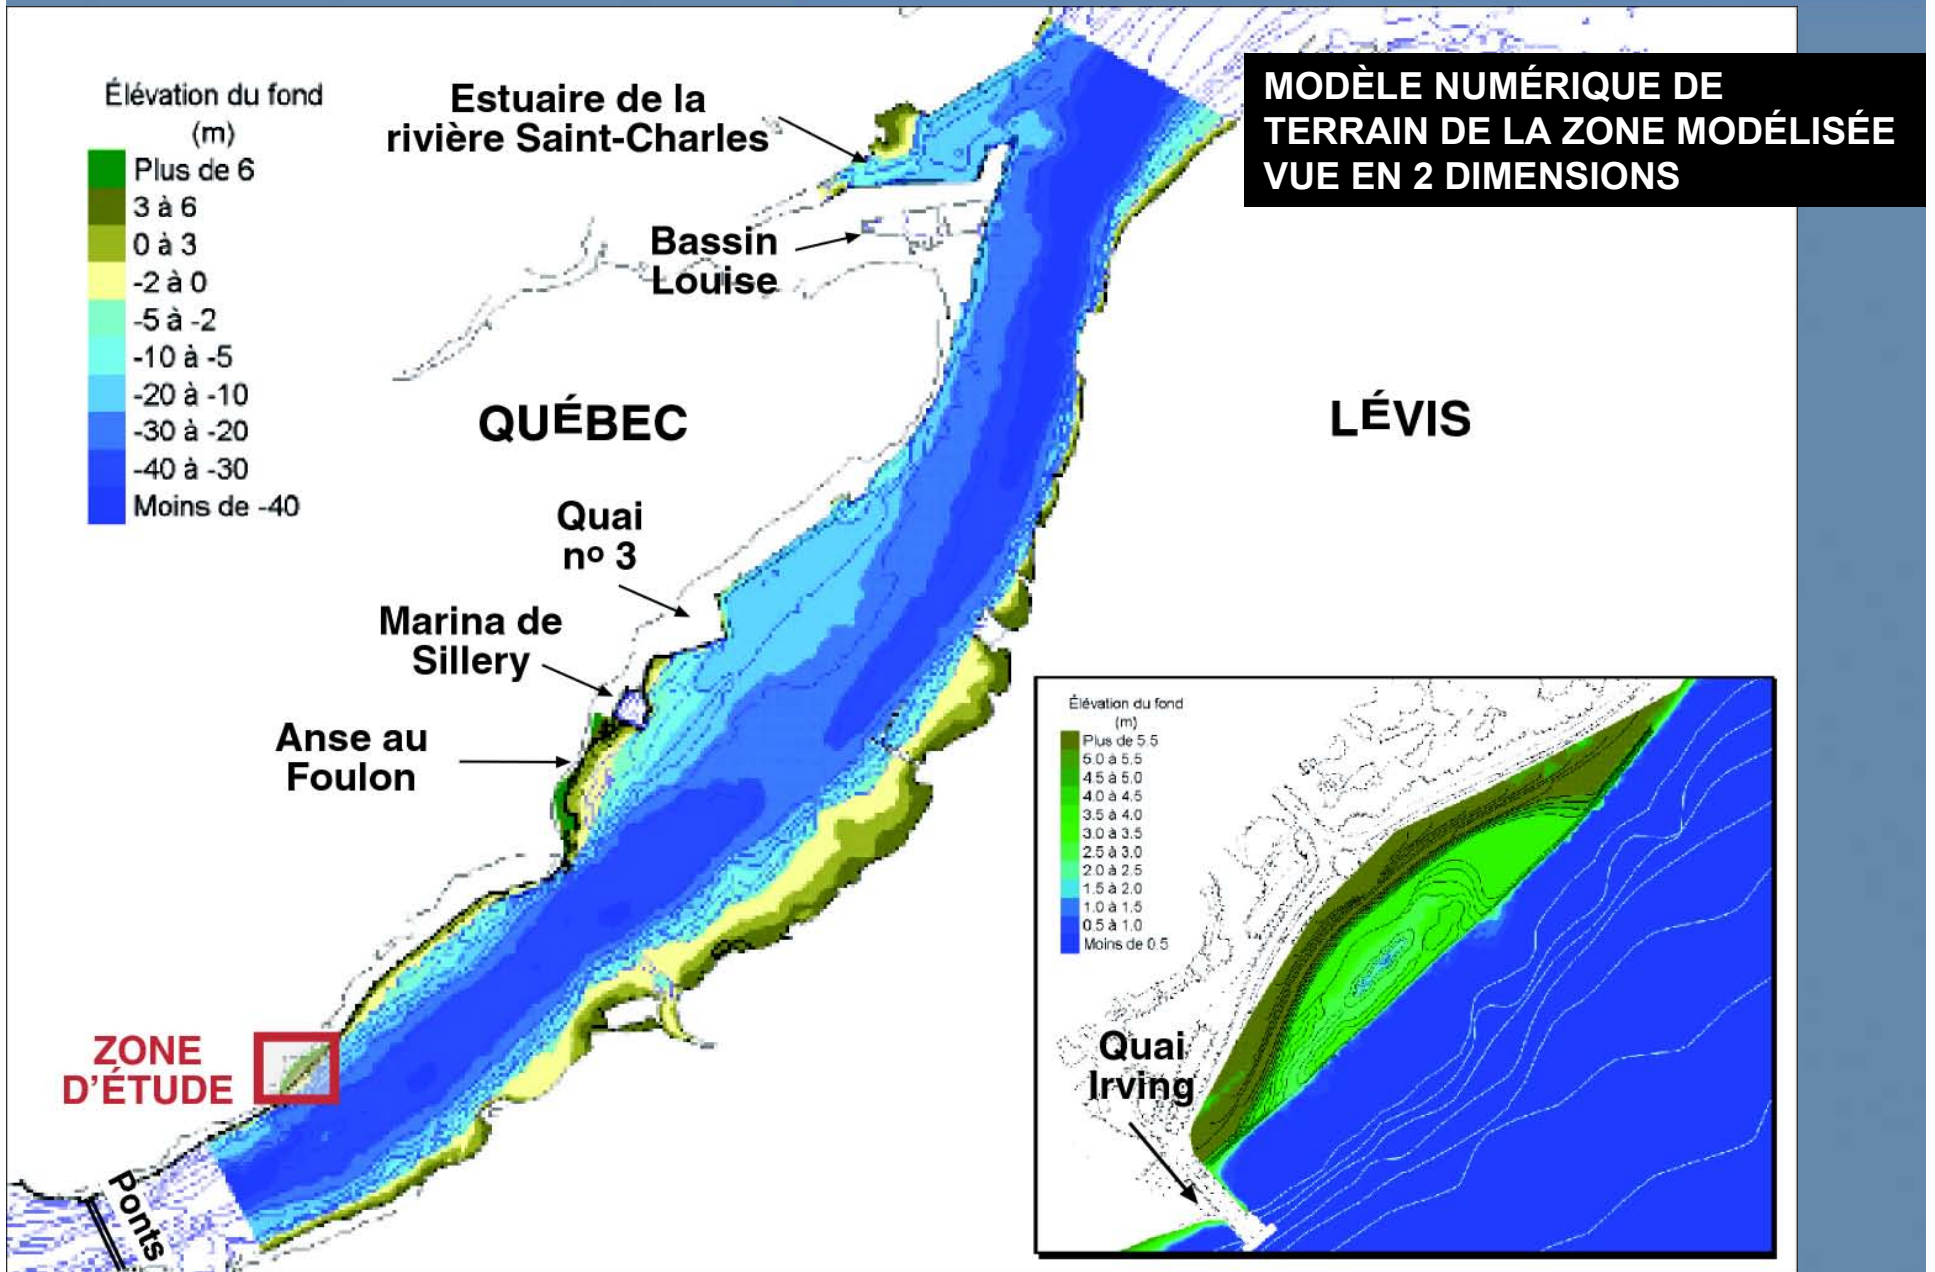 MODÈLE NUMÉRIQUE DE
TERRAIN DE LA ZONE MODÉLISÉE
VUE EN 2 DIMENSIONS
Élévation du fond
(m)
Plus de 6
3 à 6
0 à 3
-2 à 0
-5 à -2
-10 à -5
-20 à -10
-30 à -20
-40 à -30
Moins de -40
Estuaire de la
rivière Saint-Charles
Bassin
Louise
QUÉBEC
LÉVIS
Quai
no 3
Marina de
Sillery
Anse au
Foulon
ZONE
D'ÉTUDE
Ponts
Élévation du fond
(m)
Plus de 5.5
5.0 à 5.5
4.5 à 5.0
4.0 à 4.5
3.5 à 4.0
3.0 à 3.5
2.5 à 3.0
2.0 à 2.5
1.5 à 2.0
1.0 à 1.5
0.5 à 1.0
Moins de 0.5
Quai
Irving